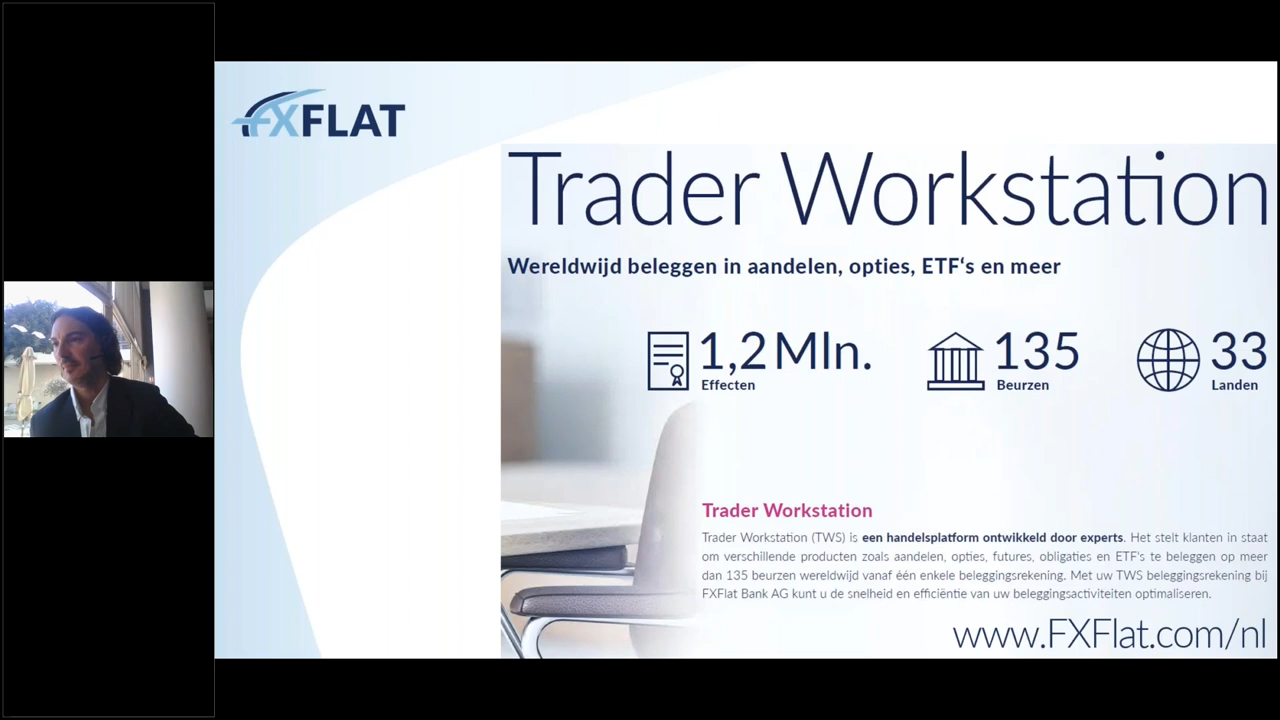 FXFLAT
Trader Workstation
Wereldwijd beleggen in aandelen, opties, ETF‘s en meer
1,2 Mln.
Effecten
135
Beurzen
33
Landen
Trader Workstation
Trader Workstation (TWS) is een handelsplatform ontwikkeld door experts. Het stelt klanten in staat
om verschillende producten zoals aandelen, opties, futures, obligaties en ETF's te beleggen op meer
dan 135 beurzen wereldwijd vanaf één enkele beleggingsrekening. Met uw TWS beleggingsrekening bij
FXFlat Bank AG kunt u de snelheid en efficiëntie van uw beleggingsactiviteiten optimaliseren.
www.FXFlat.com/nl